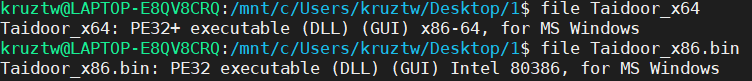 kruztw@LAPTOP-E8QV8CRQ:/mnt/c/Users/kruztw/Desktop/1$ file Taidoor_x64
Taidoor_x64: PE32+ executable (DLL) (GUI) x86-64, for MS Windows
kruztw@LAPTOP-E8QV8CRQ:/mnt/c/Users/kruztw/Desktop/1$ file Taidoor_x86.bin
Taidoor_x86.bin: PE32 executable (DLL) (GUI) Intel 80386, for MS Windows